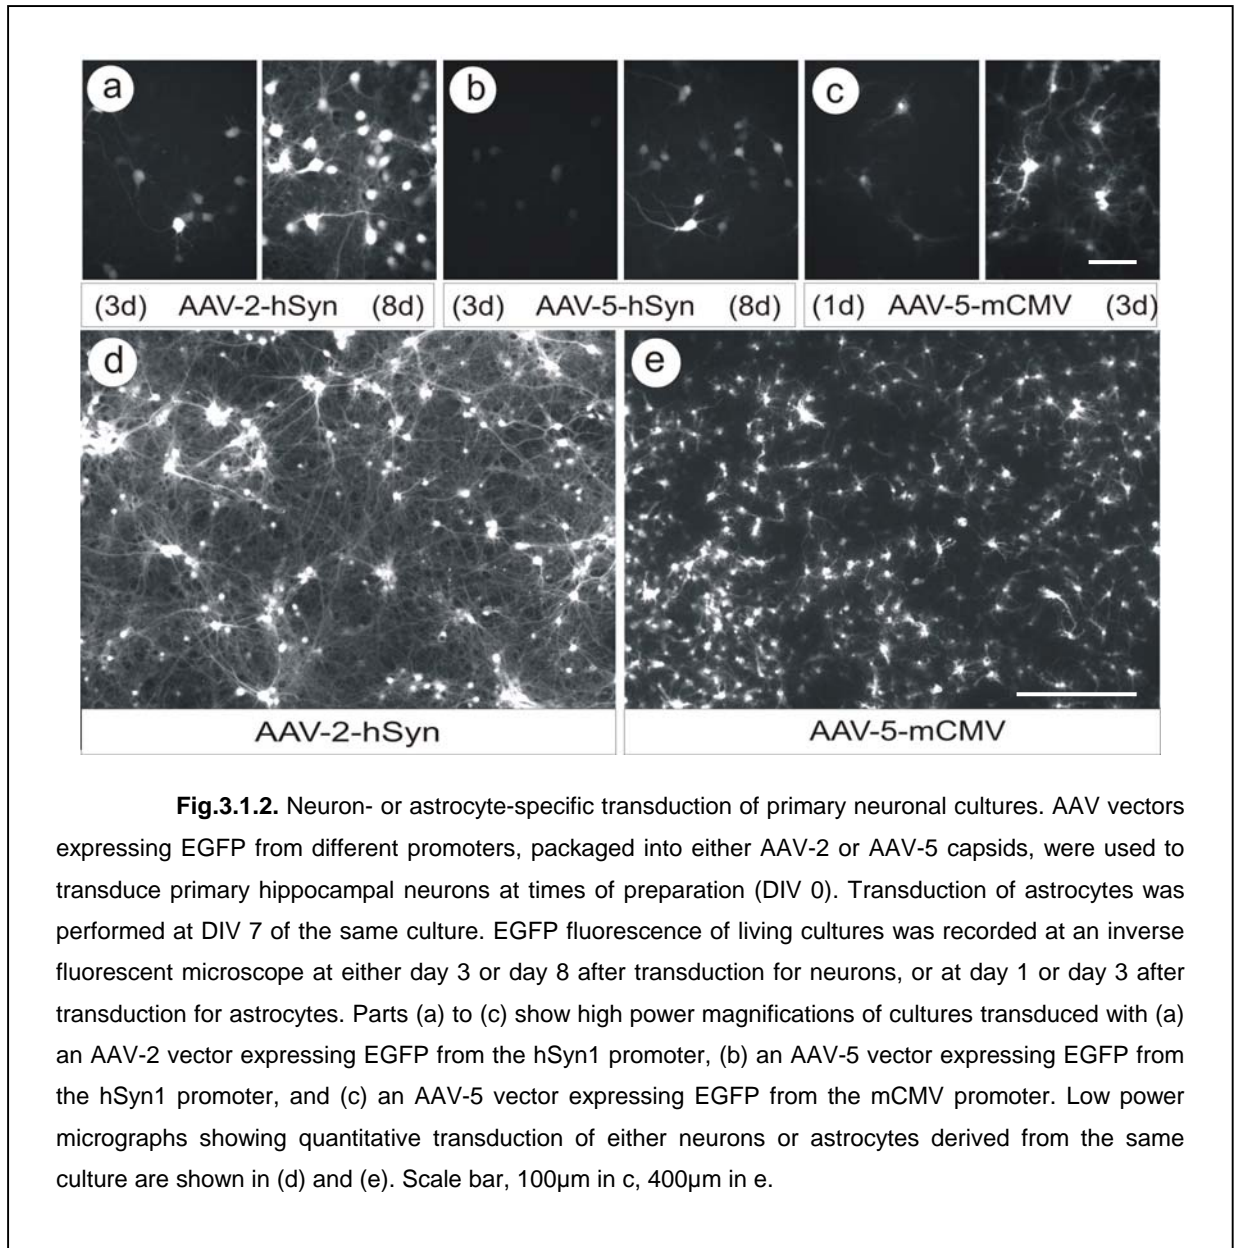 a
b
c
(3d) AAV-2-hSyn (8d)
(3d) AAV-5-hSyn (8d)
(1d) AAV-5-mCMV (3d)
d
e
AAV-2-hSyn
AAV-5-mCMV
Fig.3.1.2. Neuron- or astrocyte-specific transduction of primary neuronal cultures. AAV vectors
expressing EGFP from different promoters, packaged into either AAV-2 or AAV-5 capsids, were used to
transduce primary hippocampal neurons at times of preparation (DIV 0). Transduction of astrocytes was
performed at DIV 7 of the same culture. EGFP fluorescence of living cultures was recorded at an inverse
fluorescent microscope at either day 3 or day 8 after transduction for neurons, or at day 1 or day 3 after
transduction for astrocytes. Parts (a) to (c) show high power magnifications of cultures transduced with (a)
an AAV-2 vector expressing EGFP from the hSyn1 promoter, (b) an AAV-5 vector expressing EGFP from
the hSyn1 promoter, and (c) an AAV-5 vector expressing EGFP from the mCMV promoter. Low power
micrographs showing quantitative transduction of either neurons or astrocytes derived from the same
culture are shown in (d) and (e). Scale bar, 100µm in c, 400µm in e.